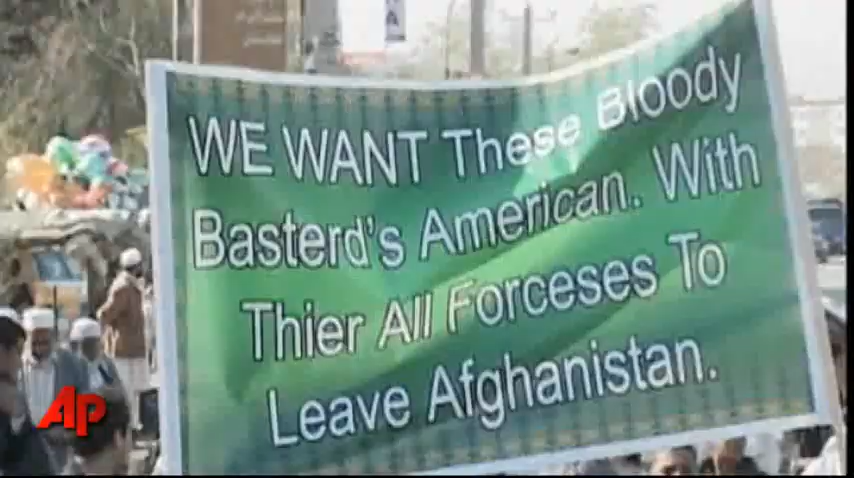 WE WANT These Bloody
Basterd's American. With
Thier All Forceses To
Leave Afghanistan.
AP